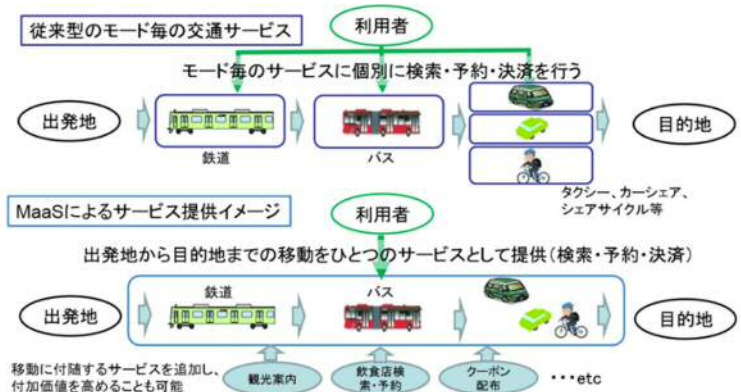 従来型のモード毎の交通サービス
利用者
モード毎のサービスに個別に検索・予約・決済を行う
出発地
鉄道
バス
タクシー、カーシェア、
シェアサイクル等
目的地
MaaSによるサービス提供イメージ
利用者
出発地から目的地までの移動をひとつのサービスとして提供(検索・予約・決済)
出発地
鉄道
バス
目的地
移動に付随するサービスを追加し、
付加価値を高めることも可能
観光案内
飲食店検
索・予約
クーポン
配布
・・・etc